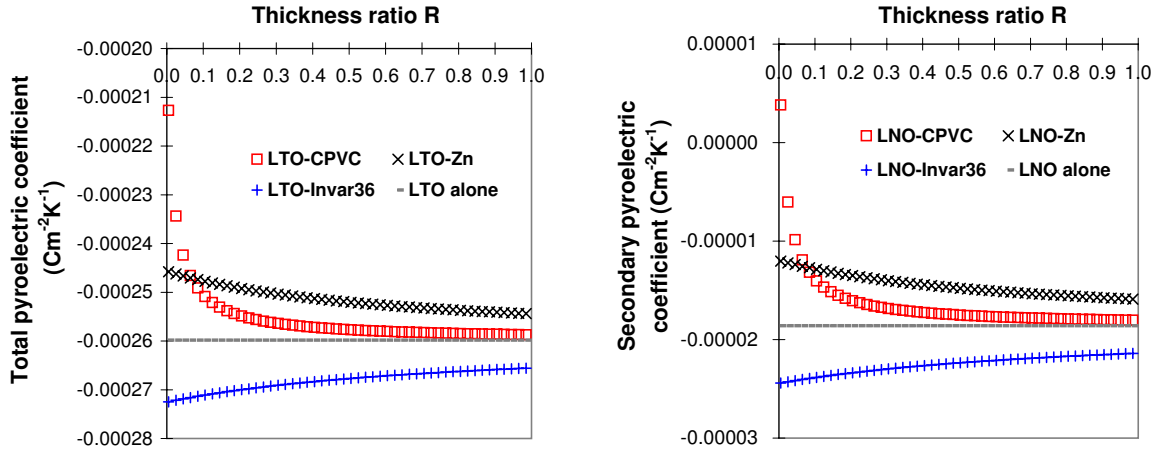 Thickness ratio R
-0.00020
0.0 0.1 0.2 0.3 0.4 0.5 0.6 0.7 0.8 0.9 1.0
-0.00021
-0.00022
-0.00023
-0.00024
-0.00025
-0.00026
-0.00027
-0.00028
Total pyroelectric coefficient
(Cm-2K-1)
LTO-CPVC LTO-Zn
LTO-Invar36 LTO alone
Thickness ratio R
0.00001
0.0 0.1 0.2 0.3 0.4 0.5 0.6 0.7 0.8 0.9 1.0
0.00000
-0.00001
-0.00002
-0.00003
Secondary pyroelectric
coefficient (Cm-2K-1)
LNO-CPVC LNO-Zn
LNO-Invar36 LNO alone